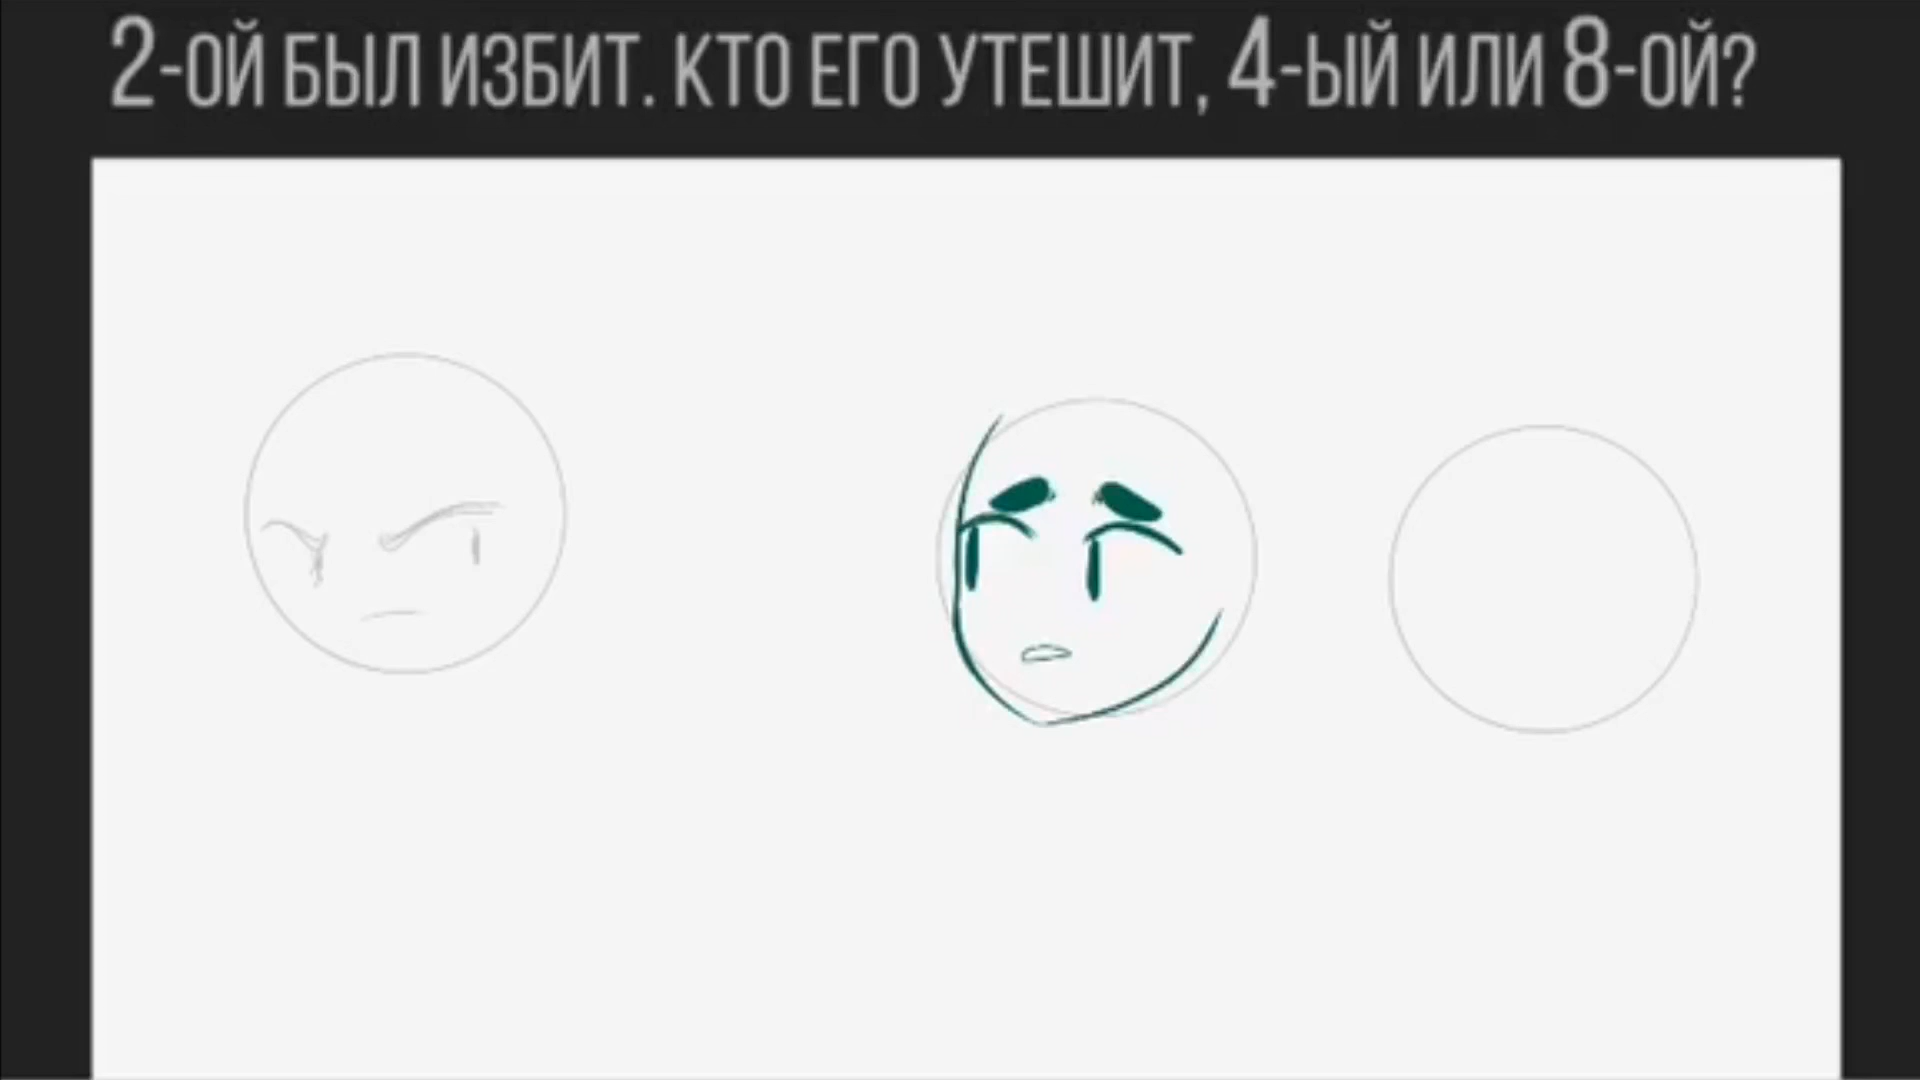 2-ОЙ БЫЛ ИЗБИТ. КТО ЕГО УТЕШИТ, 4-ЫЙ ИЛИ 8-ОЙ?